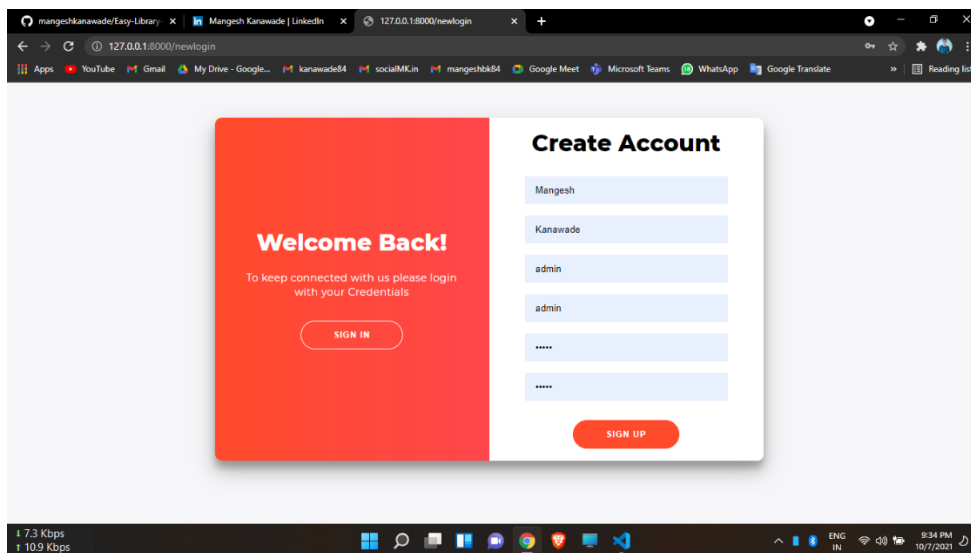 mangeshkanawade/Easy-Library-
Mangesh Kanawade | LinkedIn
127.0.0.1:8000/newlogin
127.0.0.1:8000/newlogin
Apps YouTube Gmail My Drive - Google... kanawade84 socialMK.in mangeshbk84 Google Meet Microsoft Teams WhatsApp Google Translate » Reading list
Welcome Back!
To keep connected with us please login
with your Credentials
SIGN IN
Create Account
Mangesh
Kanawade
admin
admin
•••••
•••••
SIGN UP
↓ 7.3 Kbps
↑ 10.9 Kbps
ENG
IN
9:34 PM
10/7/2021